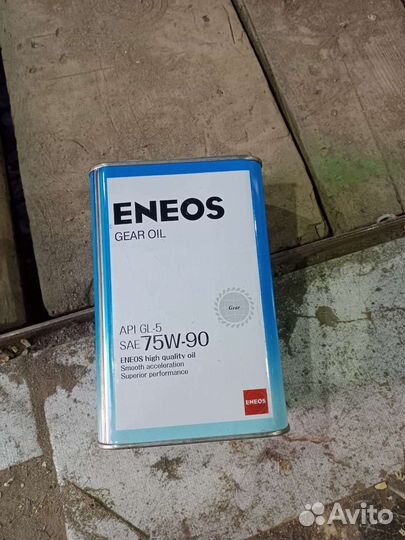 ENEOS
GEAR OIL
Gear
API GL-5
SAE 75W-90
ENEOS high quality oil
Smooth acceleration
Superior performance
ENEOS
Avito